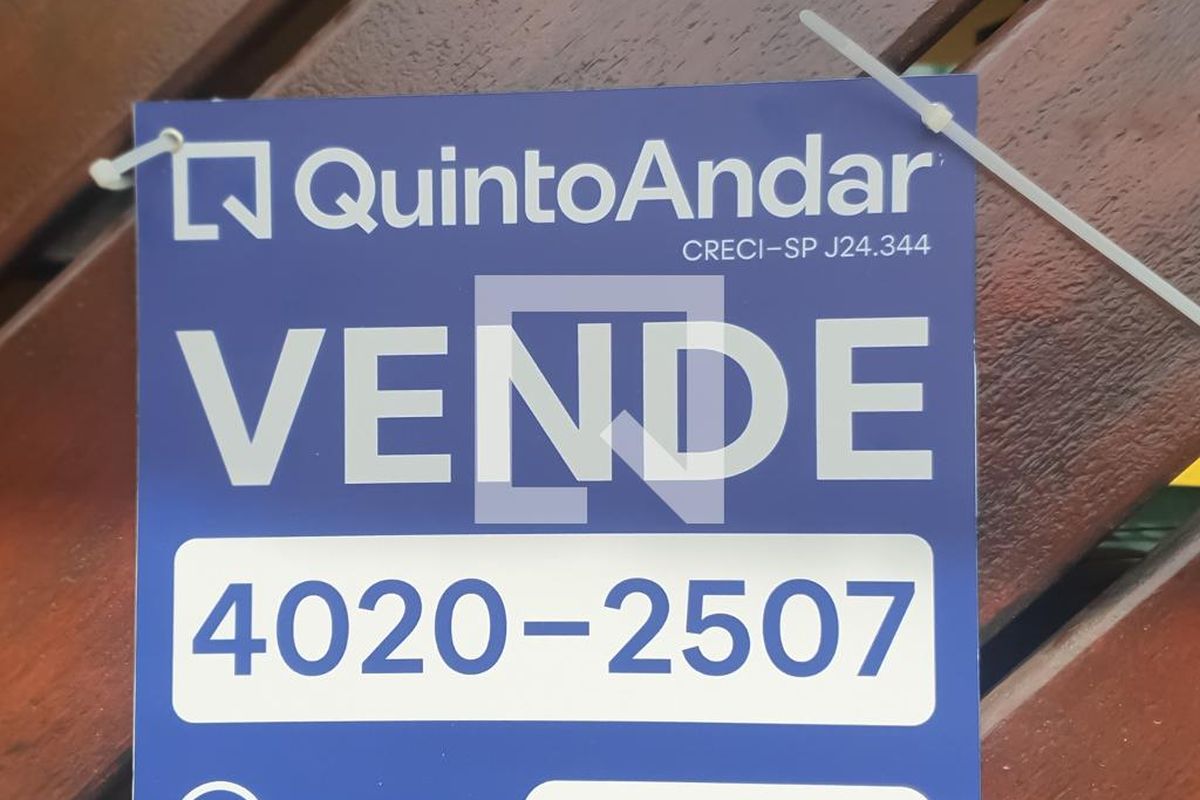 QuintoAndar
CRECI-SP J24.344
VENDE
4020-2507